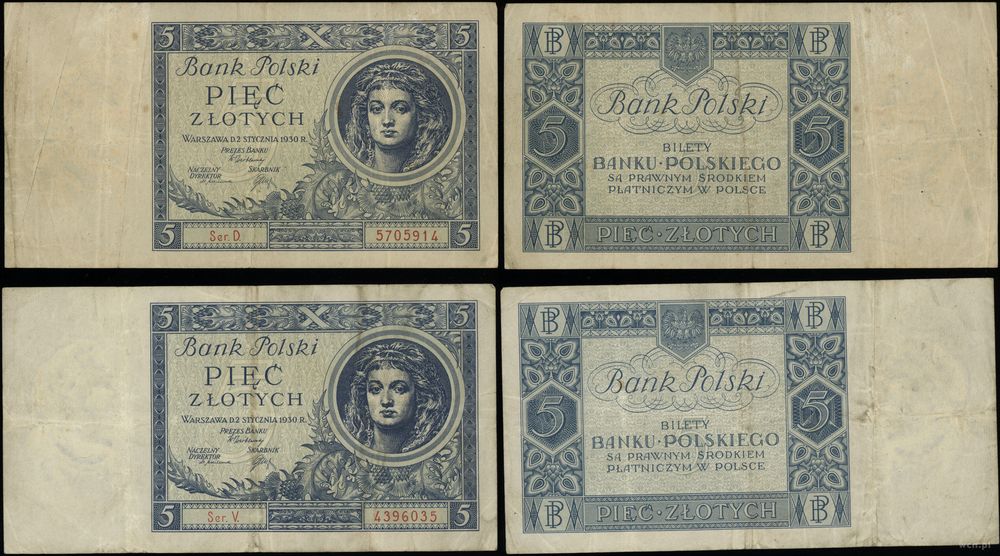 5 5
Bank Polski
PIĘĆ
ZŁOTYCH
WARSZAWA D.2 STYCZNIA 1930 R.
PREZES BANKU
NACZELNY DYREKTOR
SKARBNIK
5 Ser. D. 5705914 5
Bank Polski
5 5
BILETY
BANKU·POLSKIEGO
SĄ PRAWNYM ŚRODKIEM
PŁATNICZYM W POLSCE
PIĘĆ·ZŁOTYCH
5 5
Bank Polski
PIĘĆ
ZŁOTYCH
WARSZAWA D.2 STYCZNIA 1930 R.
PREZES BANKU
NACZELNY DYREKTOR
SKARBNIK
5 Ser. V. 4396035 5
Bank Polski
5 5
BILETY
BANKU·POLSKIEGO
SĄ PRAWNYM ŚRODKIEM
PŁATNICZYM W POLSCE
PIĘĆ·ZŁOTYCH
wcn.pl